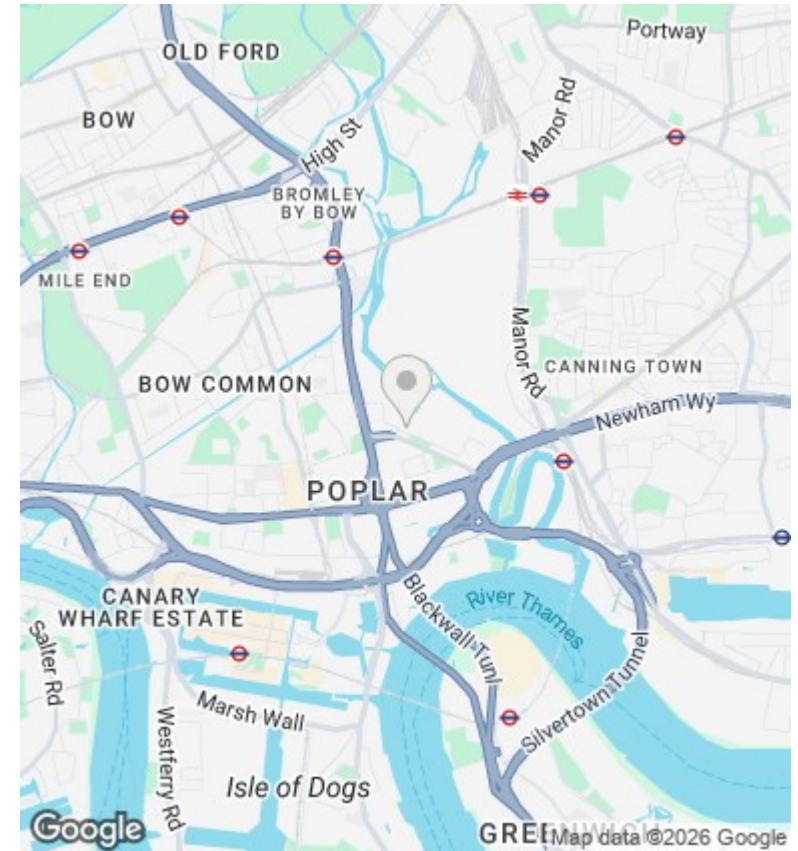 Portway
OLD FORD
BOW
High St
Manor Rd
BROMLEY
BY BOW
MILE END
Manor Rd
CANNING TOWN
BOW COMMON
Newham Wy
POPLAR
CANARY
WHARF ESTATE
Blackwall Tunl
River Thames
Salter Rd
Silvertown Tunnel
Marsh Wall
Westferry Rd
Isle of Dogs
Google
GREENWICH
Map data ©2026 Google